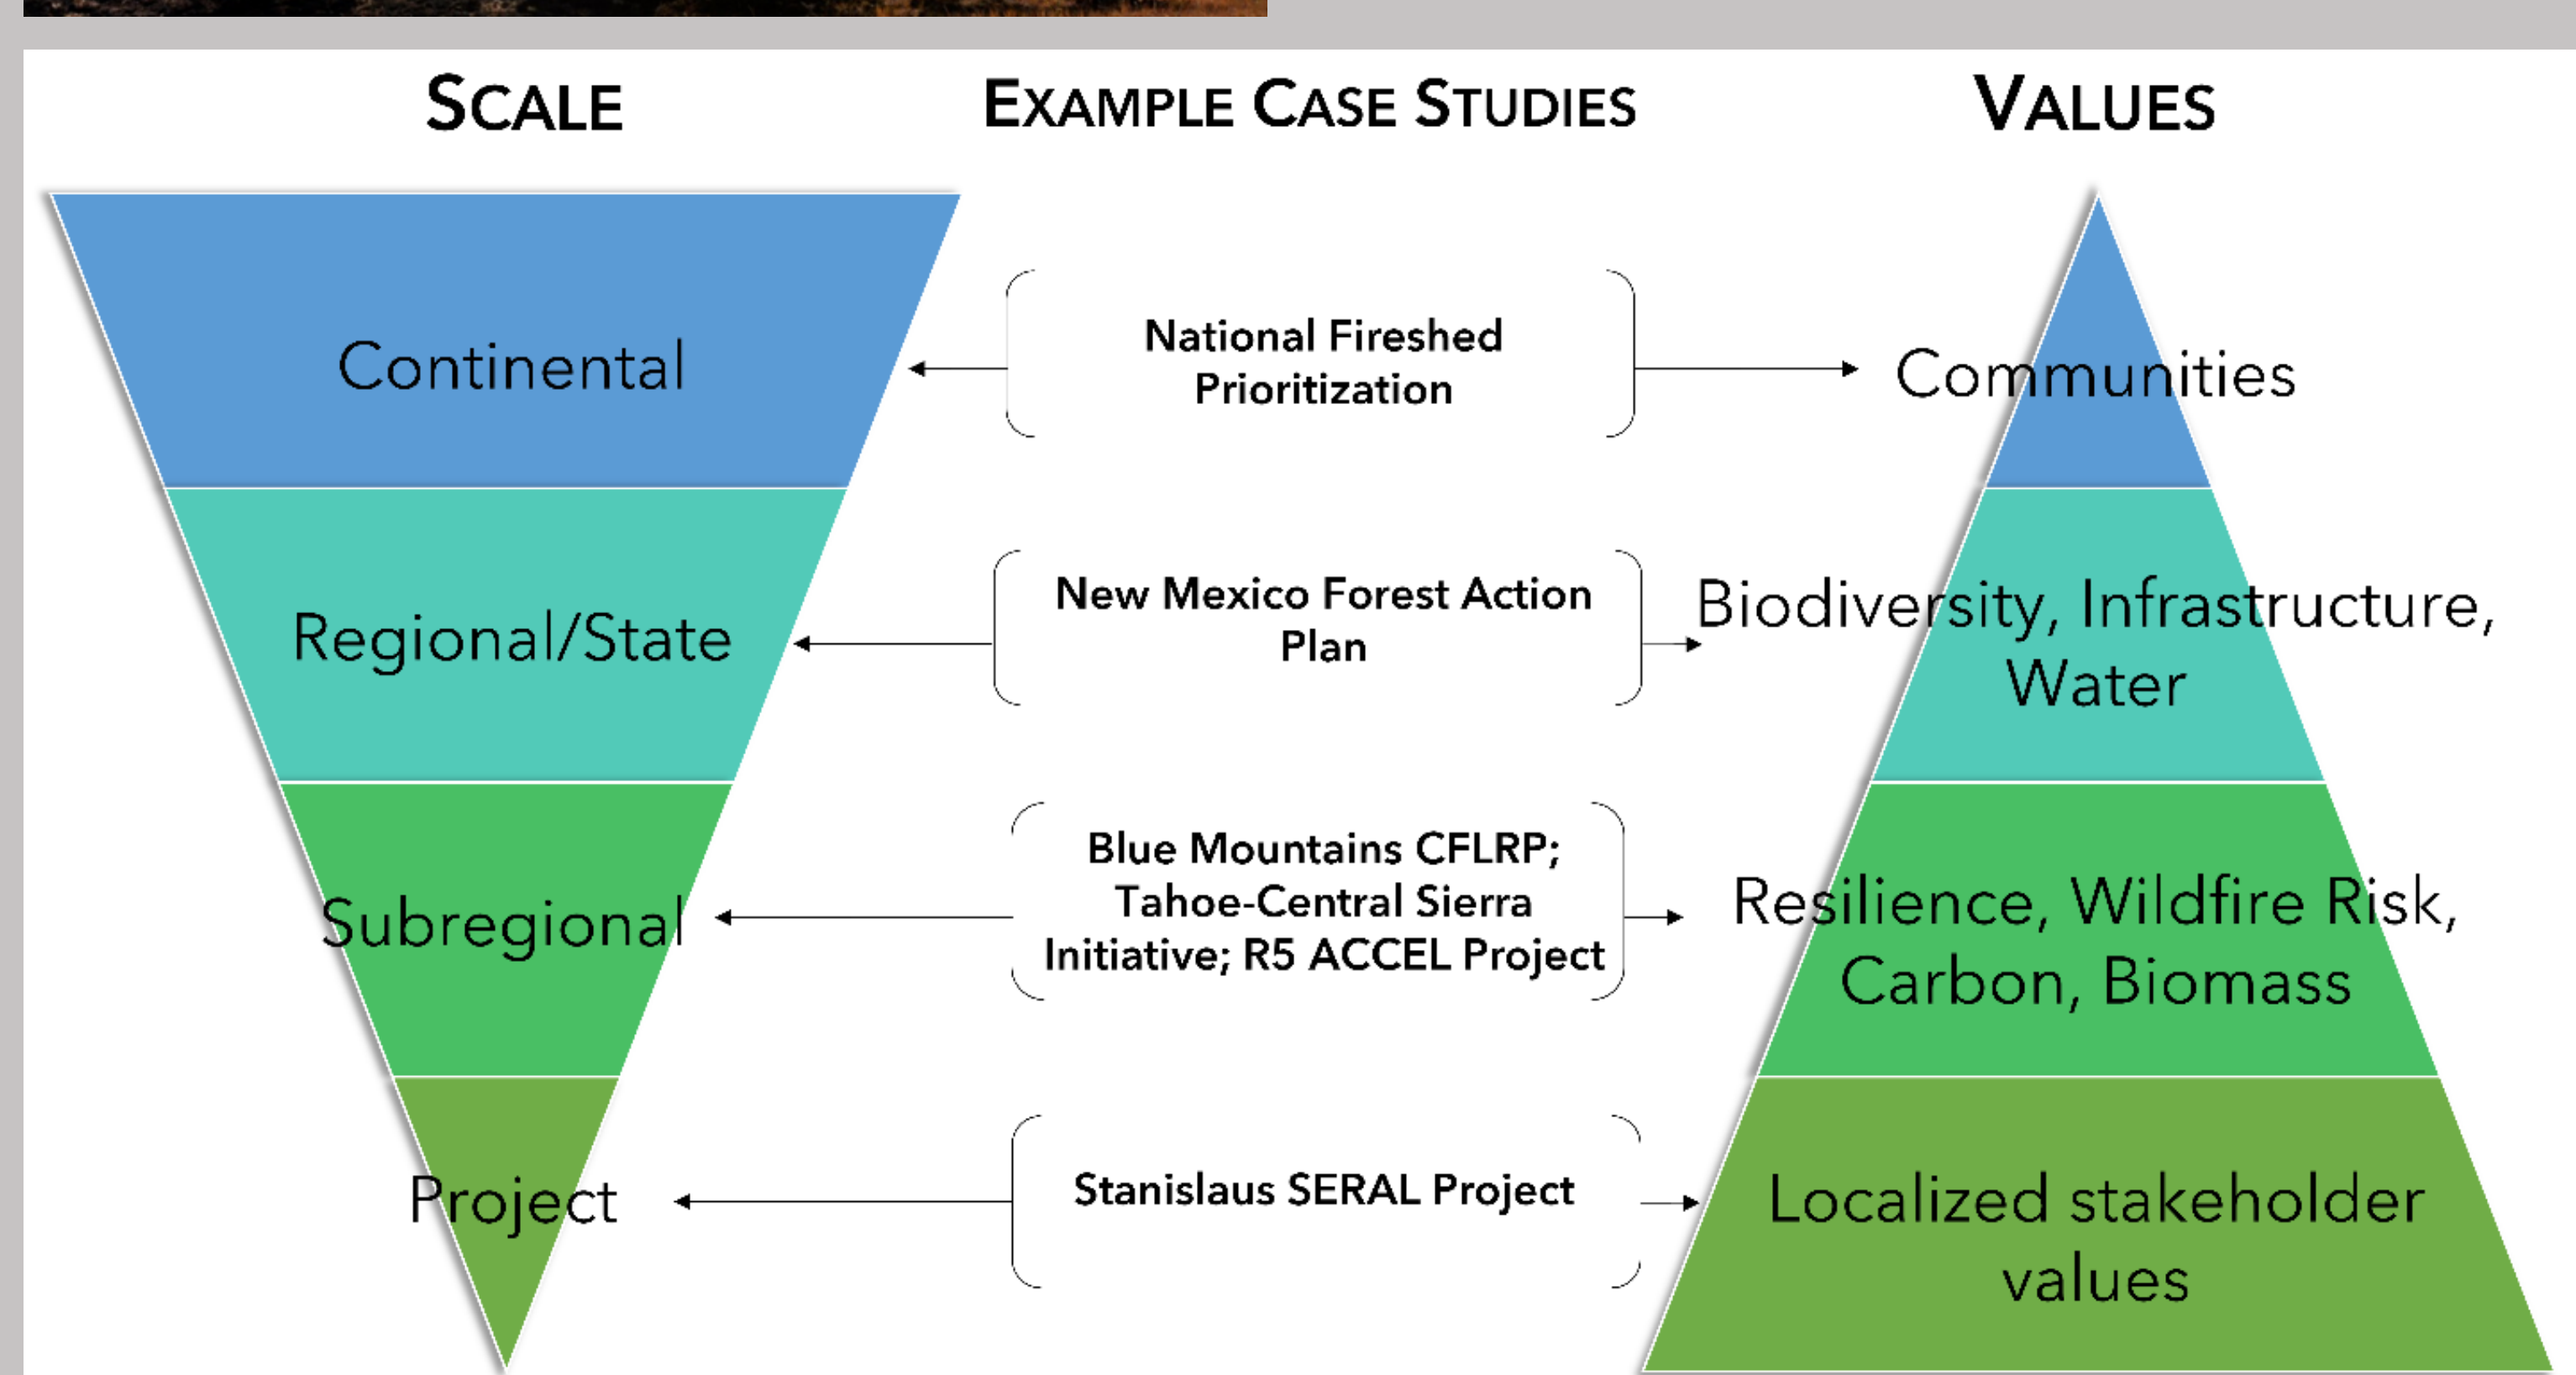 SCALE
EXAMPLE CASE STUDIES
VALUES
Continental
National Fireshed
Prioritization
Communities
Regional/State
New Mexico Forest Action
Plan
Biodiversity, Infrastructure,
Water
Subregional
Blue Mountains CFLRP;
Tahoe-Central Sierra
Initiative; R5 ACCEL Project
Resilience, Wildfire Risk,
Carbon, Biomass
Project
Stanislaus SERAL Project
Localized stakeholder
values